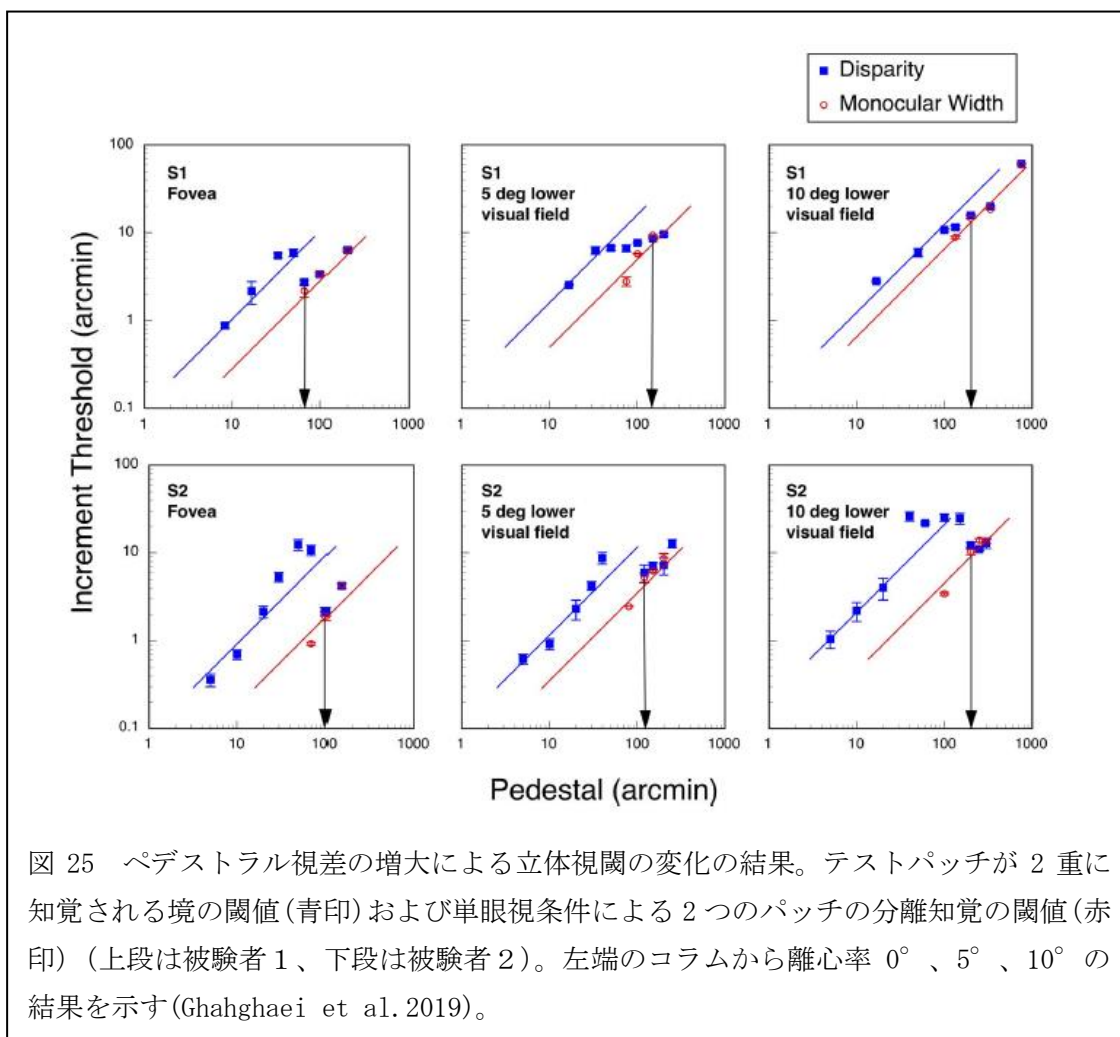 Disparity
Monocular Width
Increment Threshold (arcmin)
100
10
1
0.1
S1
Fovea
1 10 100 1000
S1
5 deg lower
visual field
1 10 100 1000
S1
10 deg lower
visual field
1 10 100 1000
100
10
1
0.1
S2
Fovea
1 10 100 1000
S2
5 deg lower
visual field
1 10 100 1000
S2
10 deg lower
visual field
1 10 100 1000
Pedestal (arcmin)
図 25 ペデストラル視差の増大による立体視閾の変化の結果。テストパッチが 2 重に
知覚される境の閾値(青印)および単眼視条件による 2 つのパッチの分離知覚の閾値(赤
印) (上段は被験者１、下段は被験者２)。左端のコラムから離心率 0°、5°、10°の
結果を示す(Ghahghaei et al.2019)。